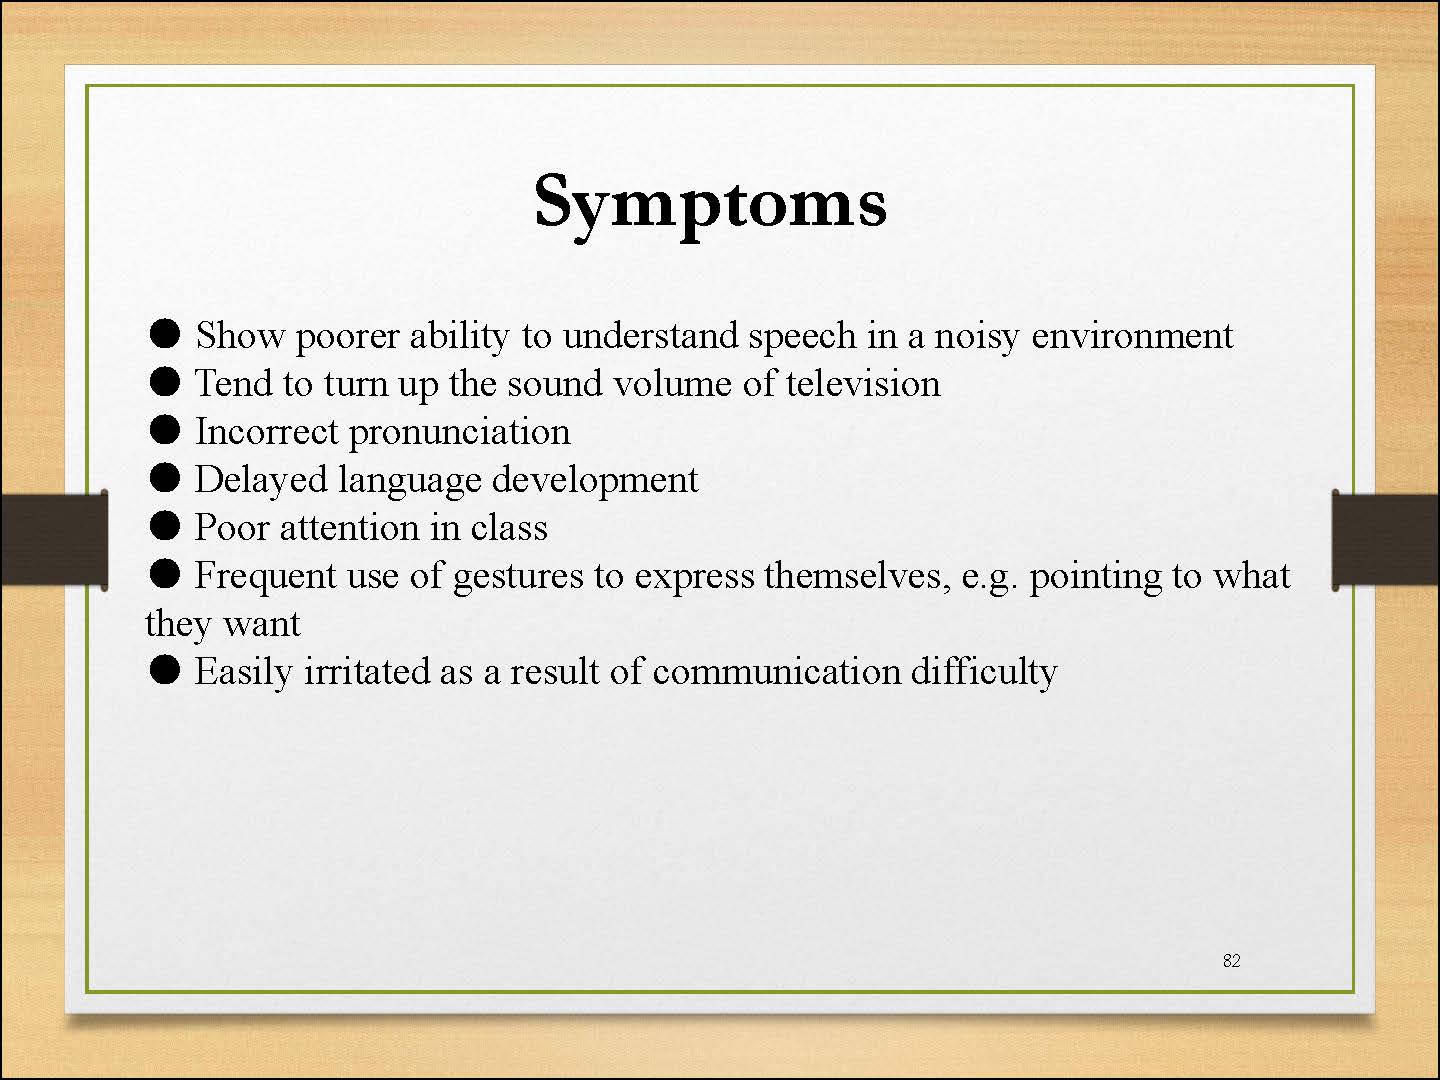 Symptoms
● Show poorer ability to understand speech in a noisy environment
● Tend to turn up the sound volume of television
● Incorrect pronunciation
● Delayed language development
● Poor attention in class
● Frequent use of gestures to express themselves, e.g. pointing to what
they want
● Easily irritated as a result of communication difficulty
82